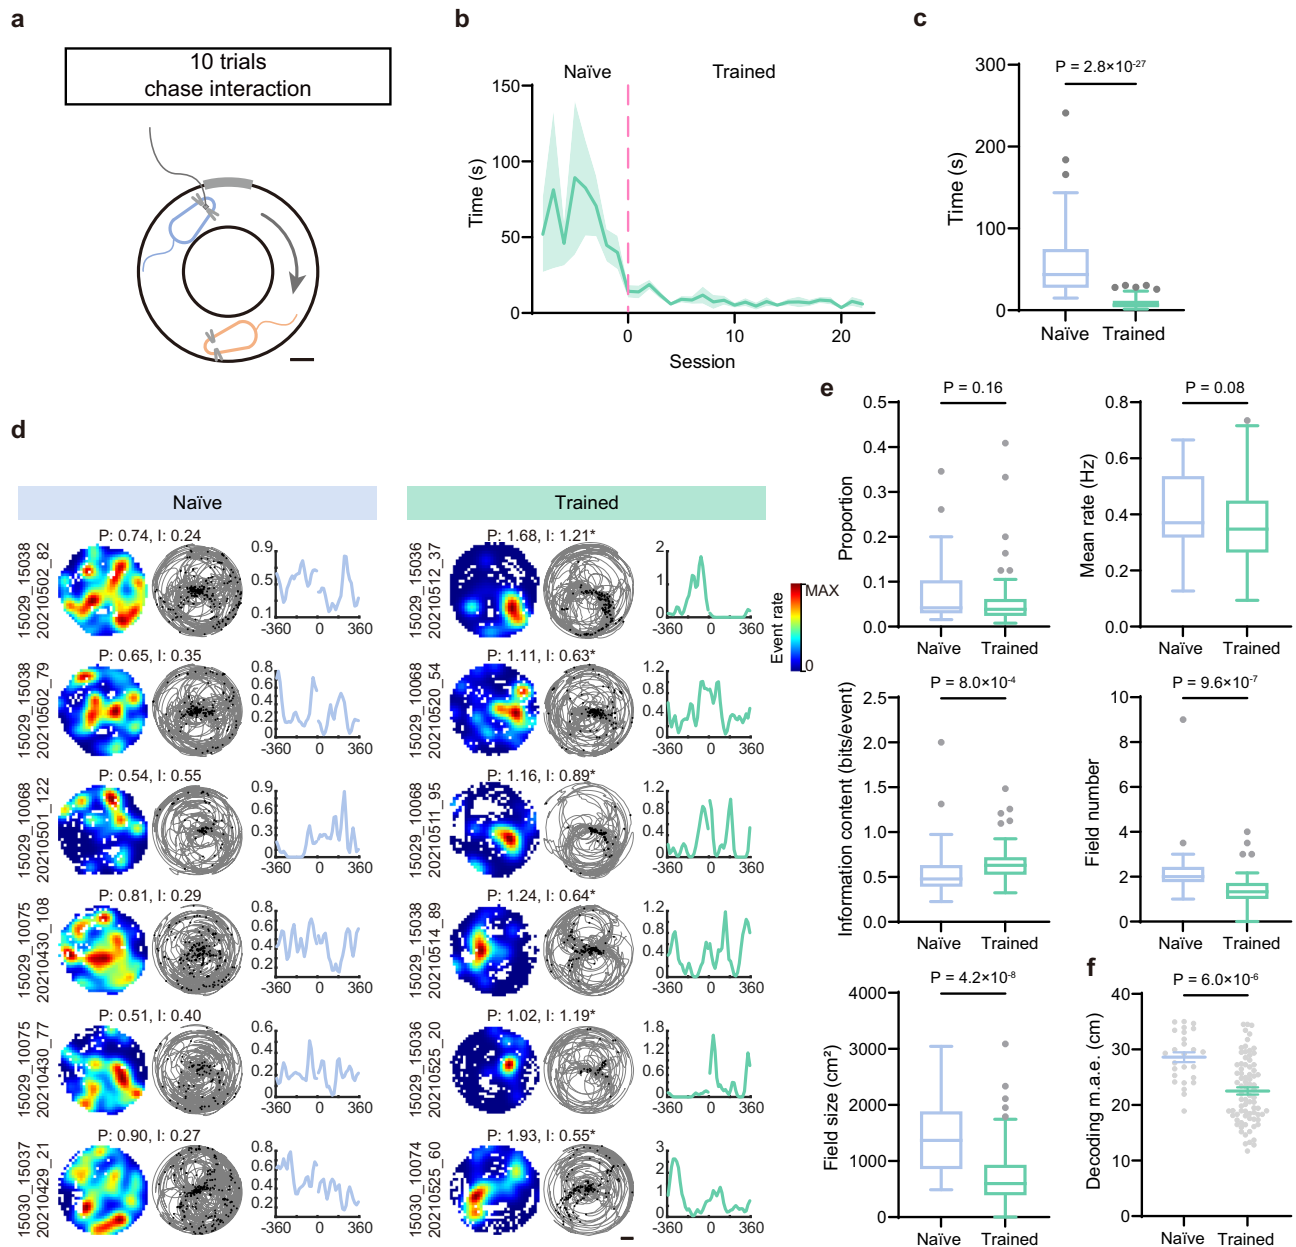 a
10 trials
chase interaction
b
Naïve
Trained
150
100
50
0
Time (s)
0
10
20
Session
c
P = 2.8×10⁻²⁷
300
200
100
0
Time (s)
Naïve
Trained
d
Naïve
Trained
15029_15038
20210502_82
P: 0.74, I: 0.24
0.9
0.5
0.1
-360
0
360
15029_15038
20210502_79
P: 0.65, I: 0.35
0.8
0.6
0.4
0.2
-360
0
360
15029_10068
20210501_122
P: 0.54, I: 0.55
0.9
0.6
0.3
0
-360
0
360
15029_10075
20210430_108
P: 0.81, I: 0.29
0.8
0.6
0.4
0.2
-360
0
360
15029_10075
20210430_77
P: 0.51, I: 0.40
0.6
0.4
0.2
-360
0
360
15030_15037
20210429_21
P: 0.90, I: 0.27
0.8
0.6
0.4
0.2
-360
0
360
15029_15036
20210512_37
P: 1.68, I: 1.21*
2
1
0
-360
0
360
15029_10068
20210520_54
P: 1.11, I: 0.63*
1.2
0.8
0.4
0
-360
0
360
15029_10068
20210511_95
P: 1.16, I: 0.89*
1.2
0.8
0.4
0
-360
0
360
15029_15038
20210514_89
P: 1.24, I: 0.64*
1.2
0.8
0.4
0
-360
0
360
15029_15036
20210525_20
P: 1.02, I: 1.19*
1.8
1.2
0.6
0
-360
0
360
15030_10074
20210525_60
P: 1.93, I: 0.55*
3
2
1
0
-360
0
360
Event rate
MAX
0
e
P = 0.16
0.5
0.4
0.3
0.2
0.1
0.0
Proportion
Naïve
Trained
P = 0.08
0.8
0.6
0.4
0.2
0.0
Mean rate (Hz)
Naïve
Trained
P = 8.0×10⁻⁴
2.5
2.0
1.5
1.0
0.5
0.0
Information content (bits/event)
Naïve
Trained
P = 9.6×10⁻⁷
10
8
6
4
2
0
Field number
Naïve
Trained
P = 4.2×10⁻⁸
4000
3000
2000
1000
0
Field size (cm²)
Naïve
Trained
f
P = 6.0×10⁻⁶
40
30
20
10
0
Decoding m.a.e. (cm)
Naïve
Trained